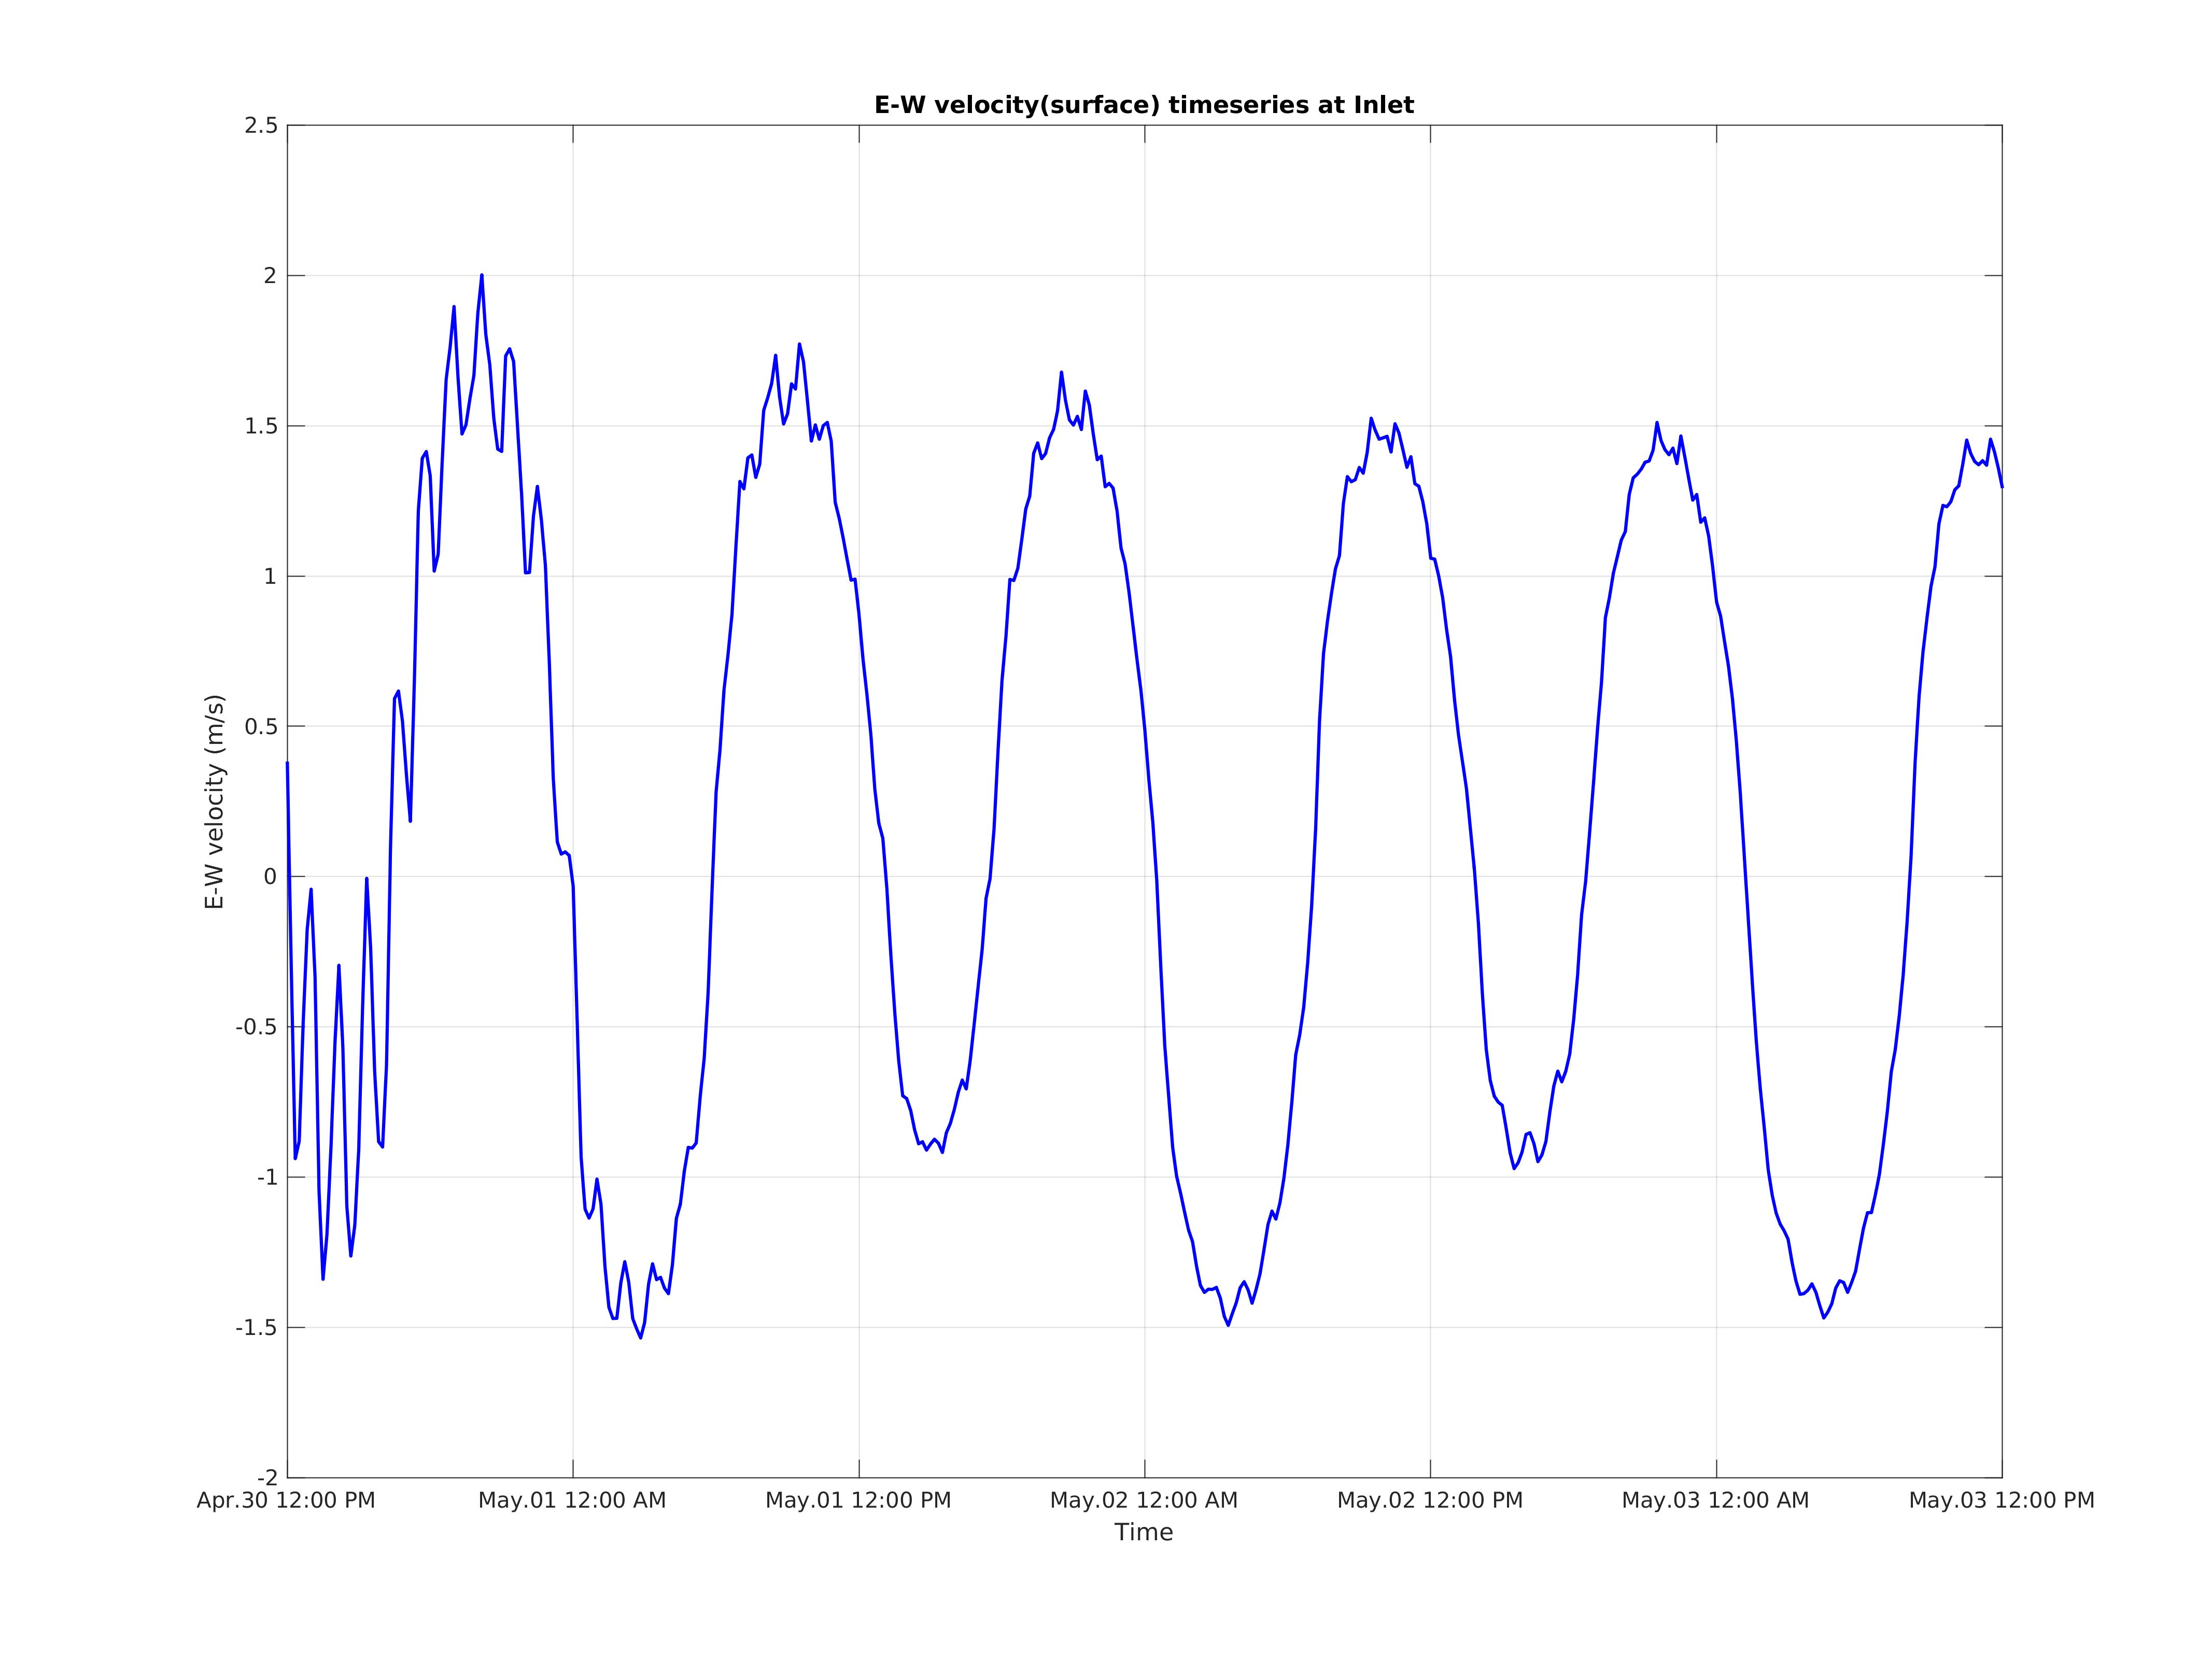 E-W velocity(surface) timeseries at Inlet
2.5
2
1.5
1
0.5
0
-0.5
-1
-1.5
-2
E-W velocity (m/s)
Apr.30 12:00 PM May.01 12:00 AM May.01 12:00 PM May.02 12:00 AM May.02 12:00 PM May.03 12:00 AM May.03 12:00 PM
Time